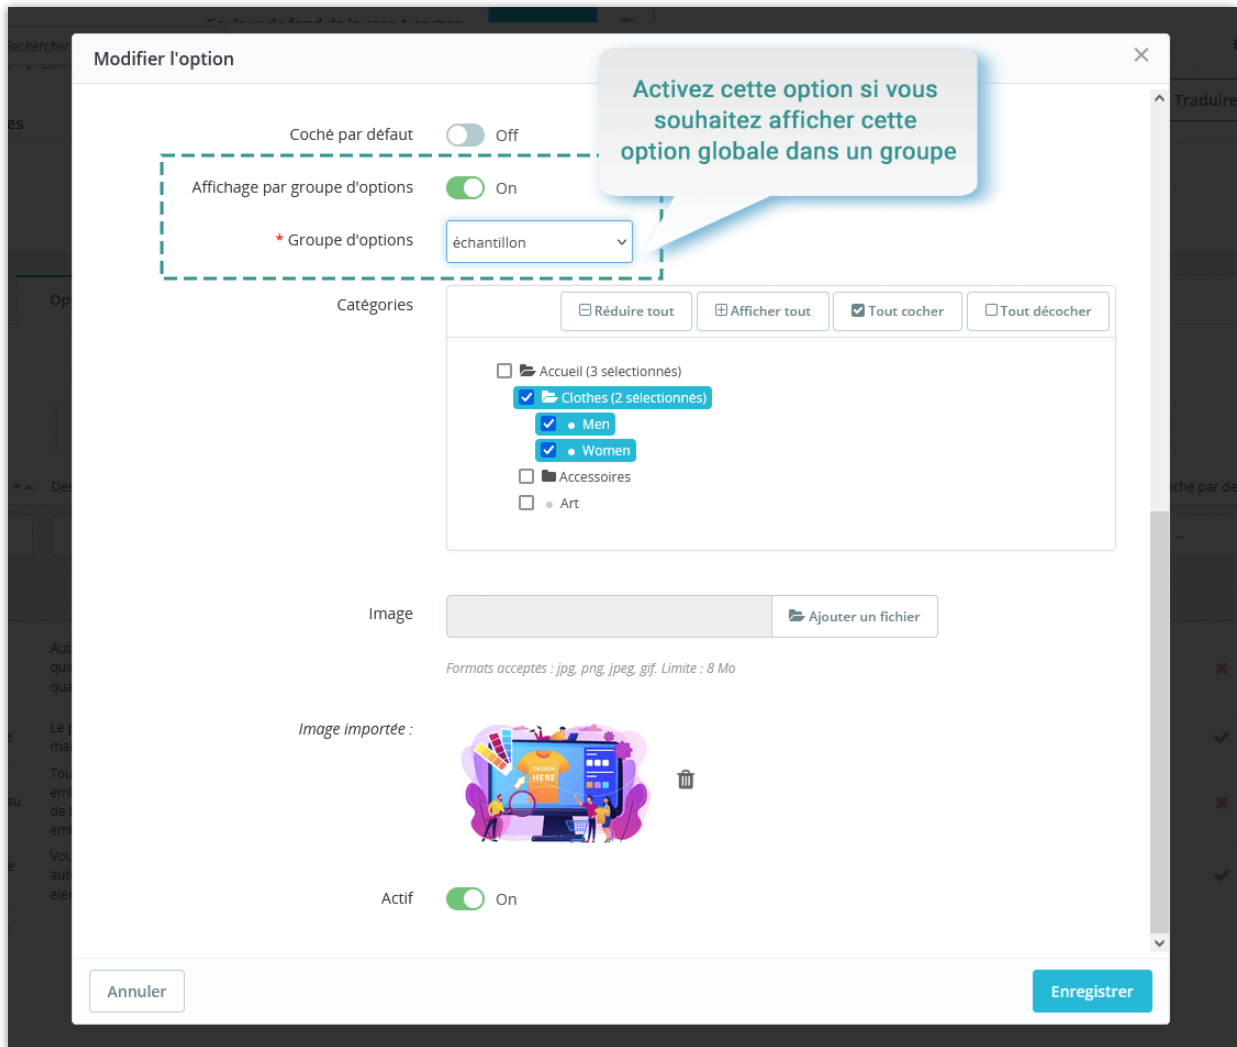 Rechercher
Modifier l'option
Activez cette option si vous
souhaitez afficher cette
option globale dans un groupe
Traduire
es
Coché par défaut
Off
Affichage par groupe d'options
On
* Groupe d'options
échantillon
Catégories
Réduire tout
Afficher tout
Tout cocher
Tout décocher
Accueil (3 sélectionnés)
Clothes (2 sélectionnés)
Men
Women
Accessoires
Art
Image
Ajouter un fichier
Formats acceptés : jpg, png, jpeg, gif. Limite : 8 Mo
Image importée :
DESIGN
HERE
Actif
On
Annuler
Enregistrer